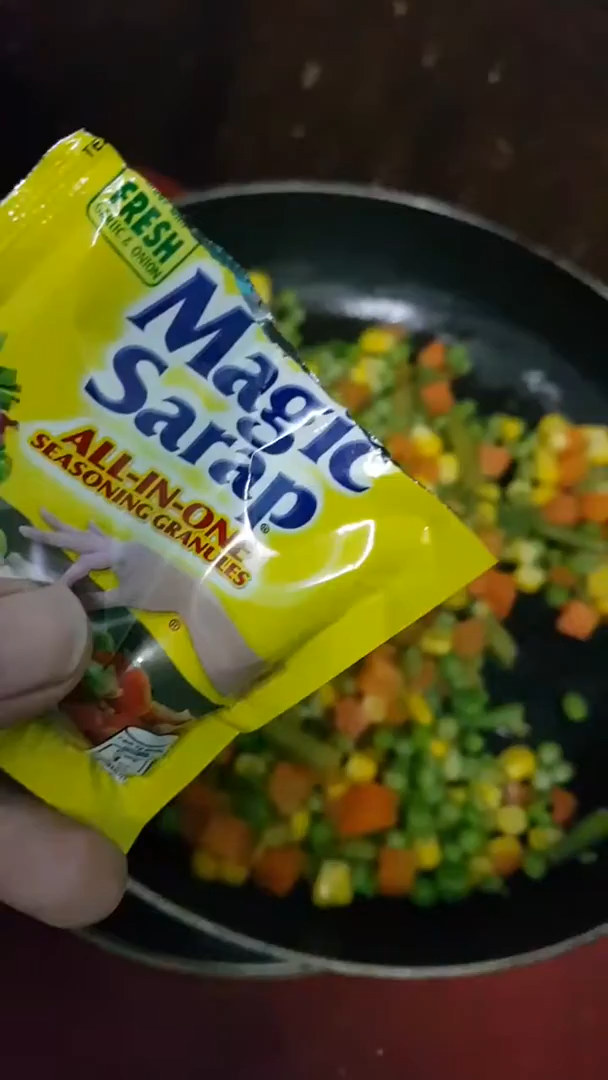 FRESH
GARLIC & ONION
Magic
Sarap
ALL-IN-ONE
SEASONING GRANULES